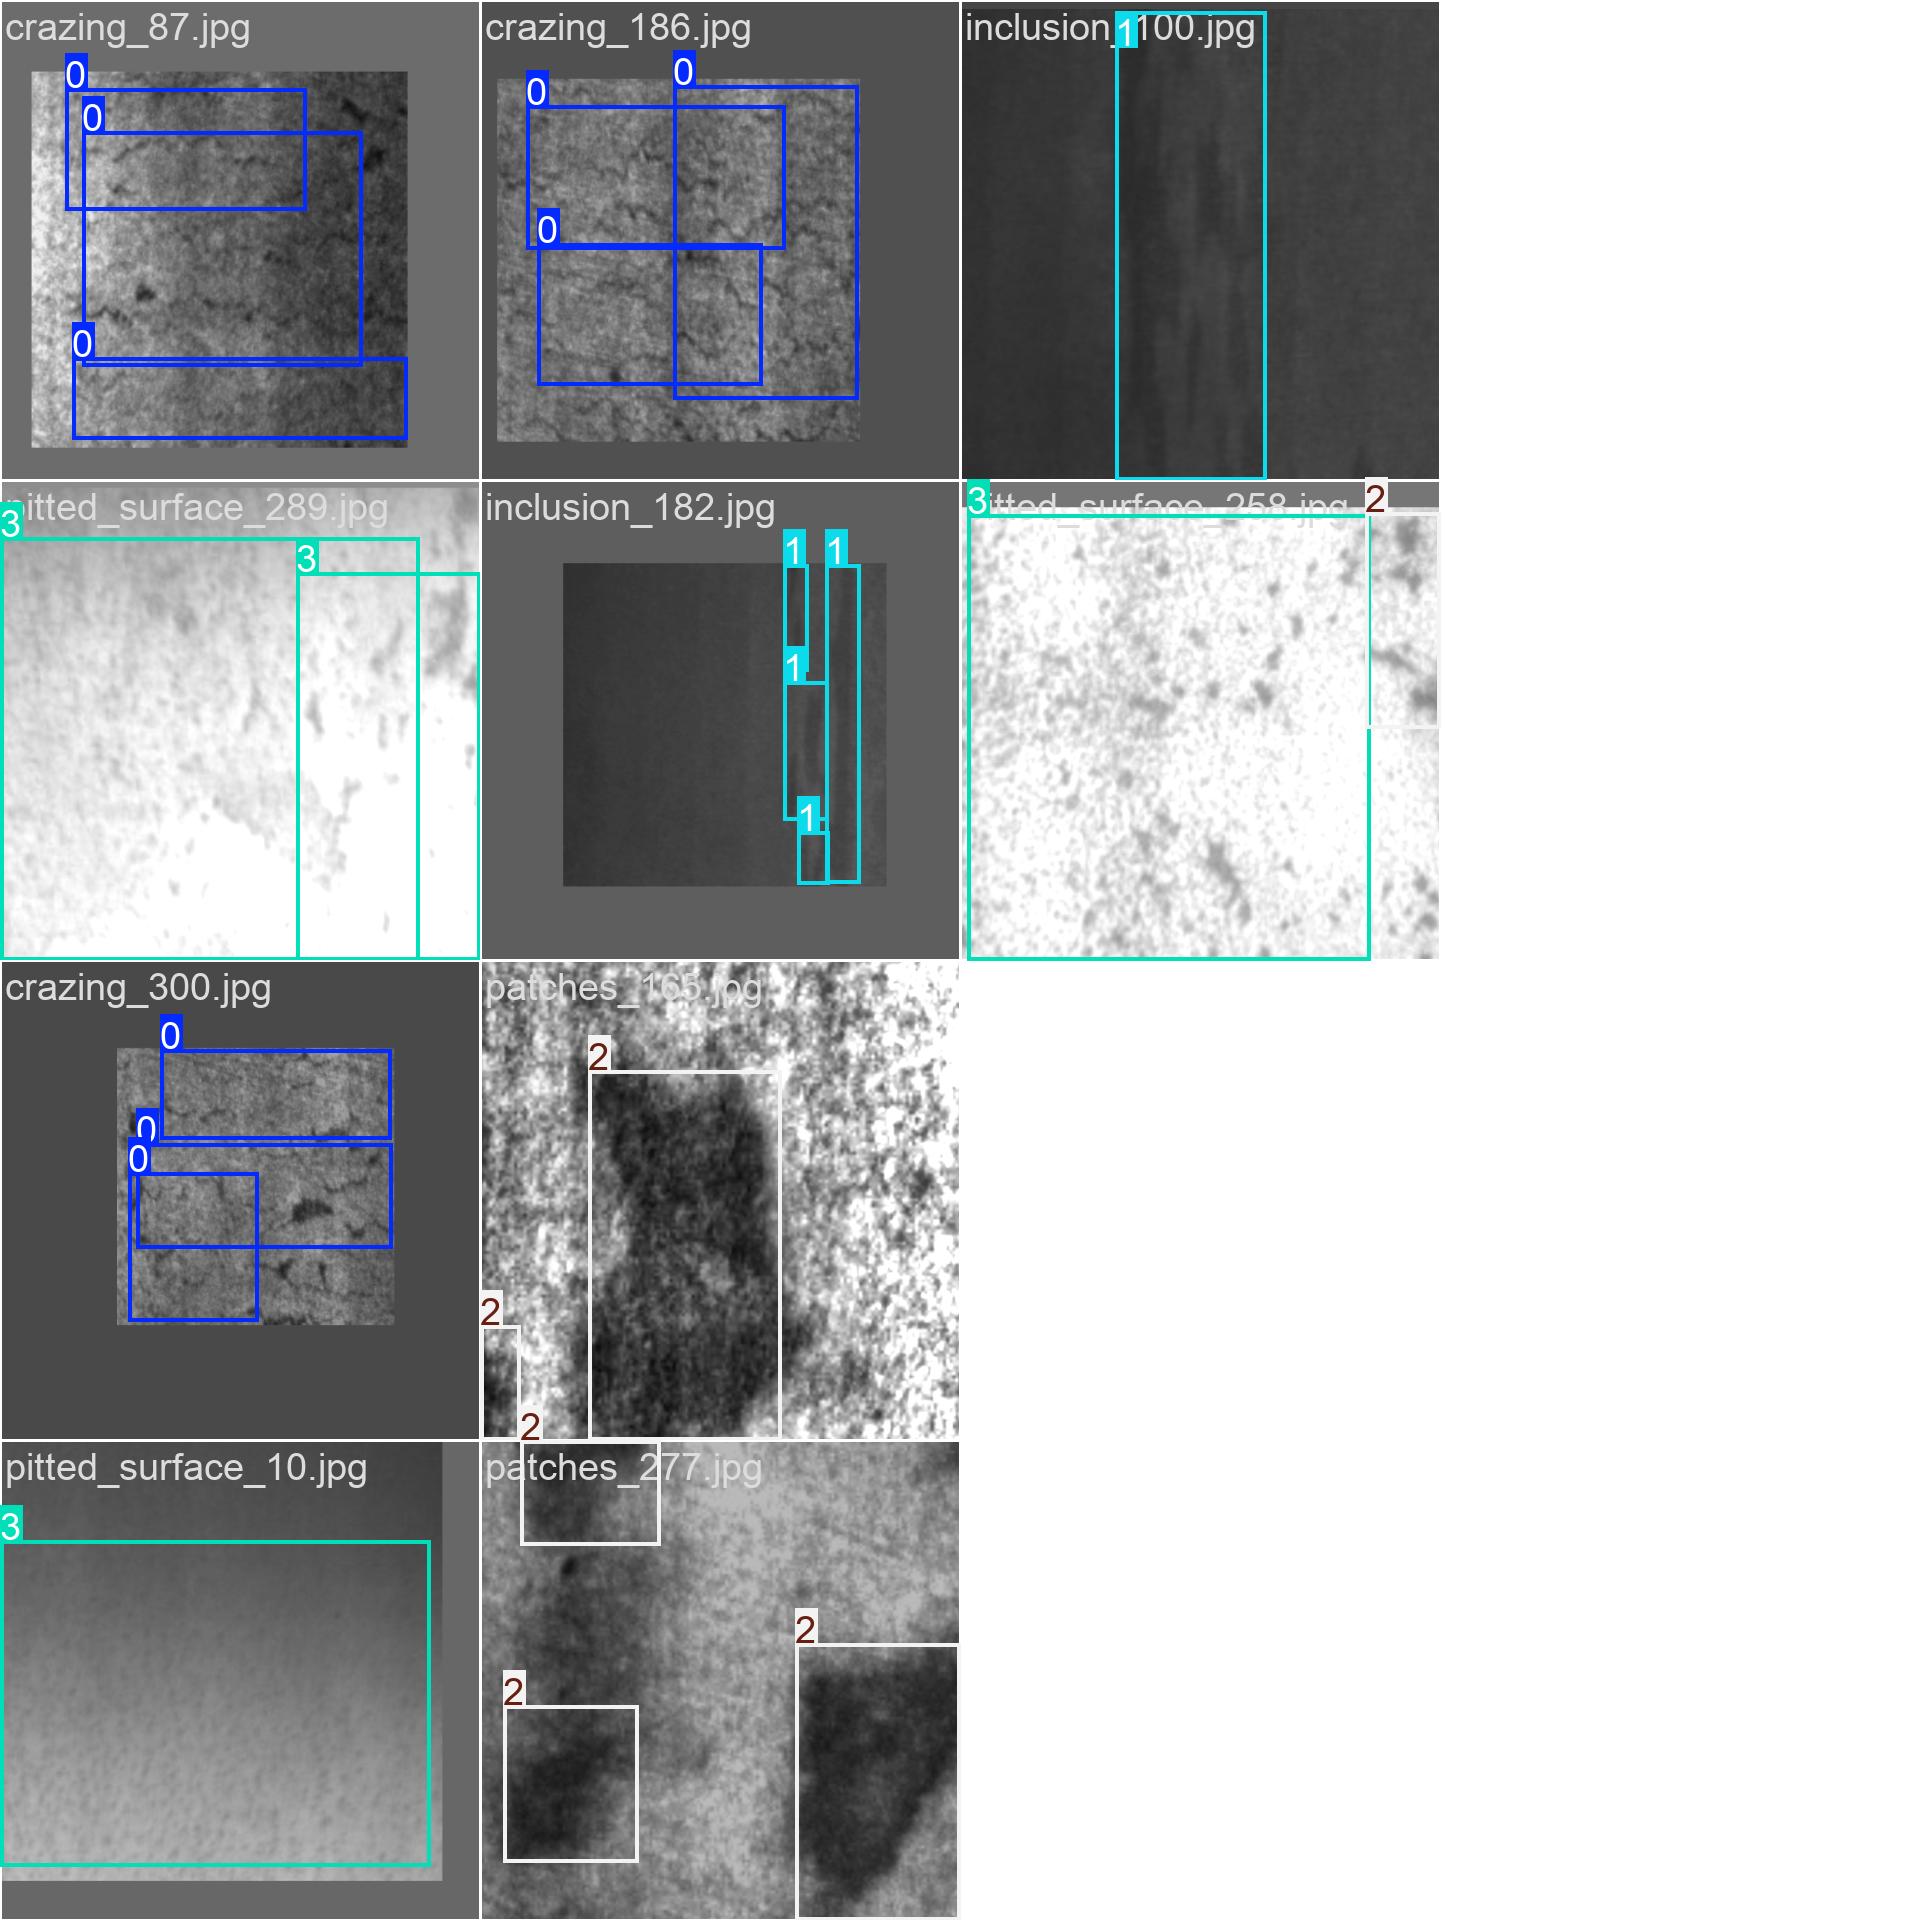 crazing_87.jpg
0
0
0
crazing_186.jpg
0
0
0
inclusion_100.jpg
1
pitted_surface_289.jpg
3
3
inclusion_182.jpg
1
1
1
1
pitted_surface_258.jpg
3
2
crazing_300.jpg
0
0
0
patches_165.jpg
2
2
pitted_surface_10.jpg
3
patches_277.jpg
2
2
2